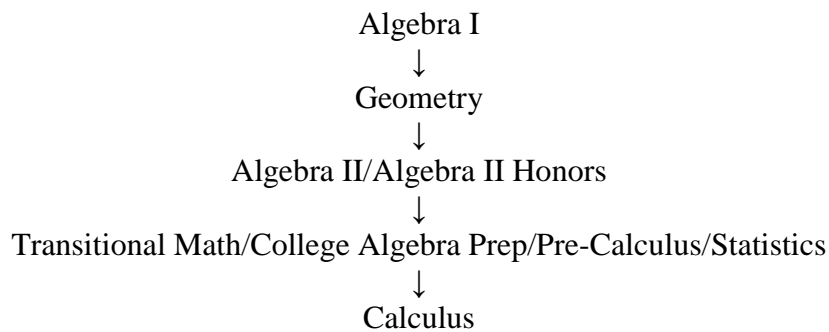 Algebra I
↓
Geometry
↓
Algebra II/Algebra II Honors
↓
Transitional Math/College Algebra Prep/Pre-Calculus/Statistics
↓
Calculus